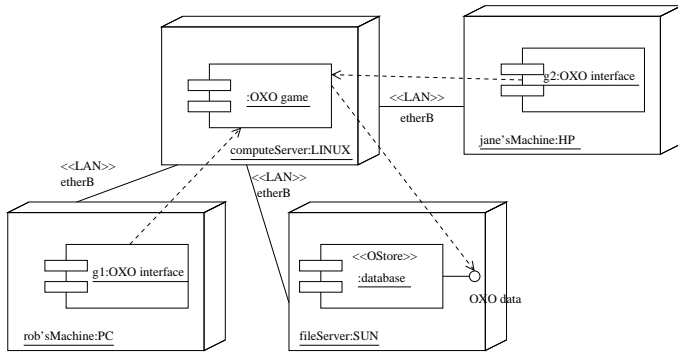 :OXO game
computeServer:LINUX
g2:OXO interface
jane'sMachine:HP
<<LAN>>
etherB
<<LAN>>
etherB
<<LAN>>
etherB
g1:OXO interface
rob'sMachine:PC
<<OStore>>
:database
OXO data
fileServer:SUN